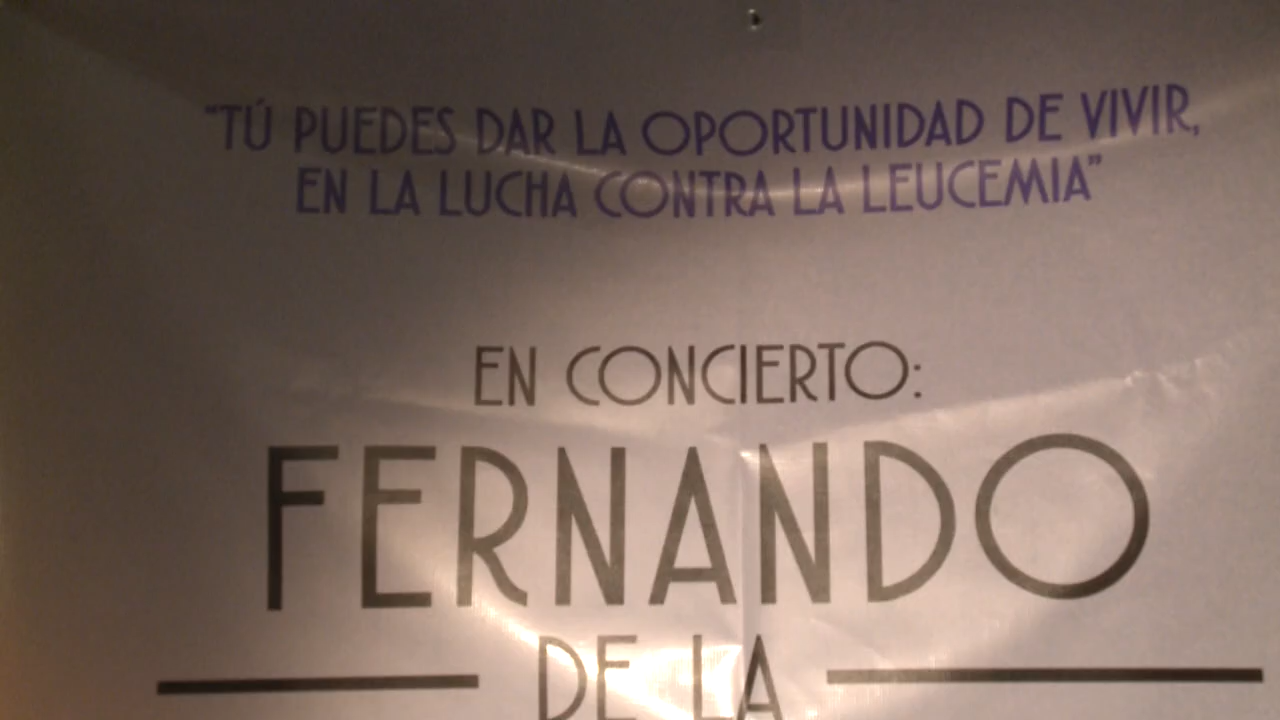 “TÚ PUEDES DAR LA OPORTUNIDAD DE VIVIR,
EN LA LUCHA CONTRA LA LEUCEMIA”
EN CONCIERTO:
FERNANDO
DE LA